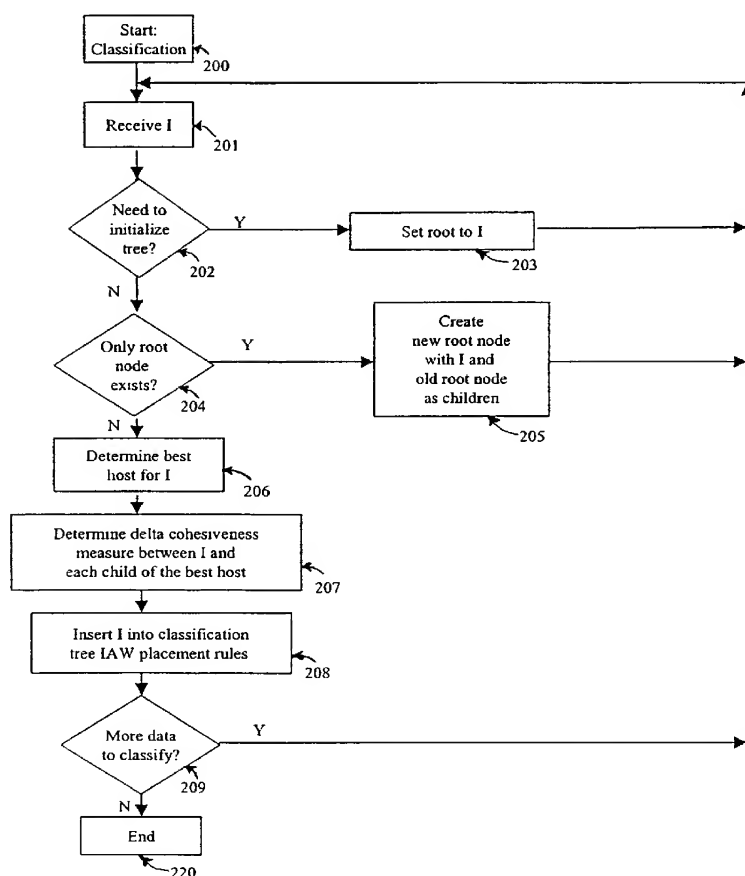 Start:
Classification
200
Receive I
201
Need to
initialize
tree?
202
Y
Set root to I
203
N
Only root
node
exists?
204
Y
Create
new root node
with I and
old root node
as children
205
N
Determine best
host for I
206
Determine delta cohesiveness
measure between I and
each child of the best host
207
Insert I into classification
tree IAW placement rules
208
More data
to classify?
209
Y
N
End
220